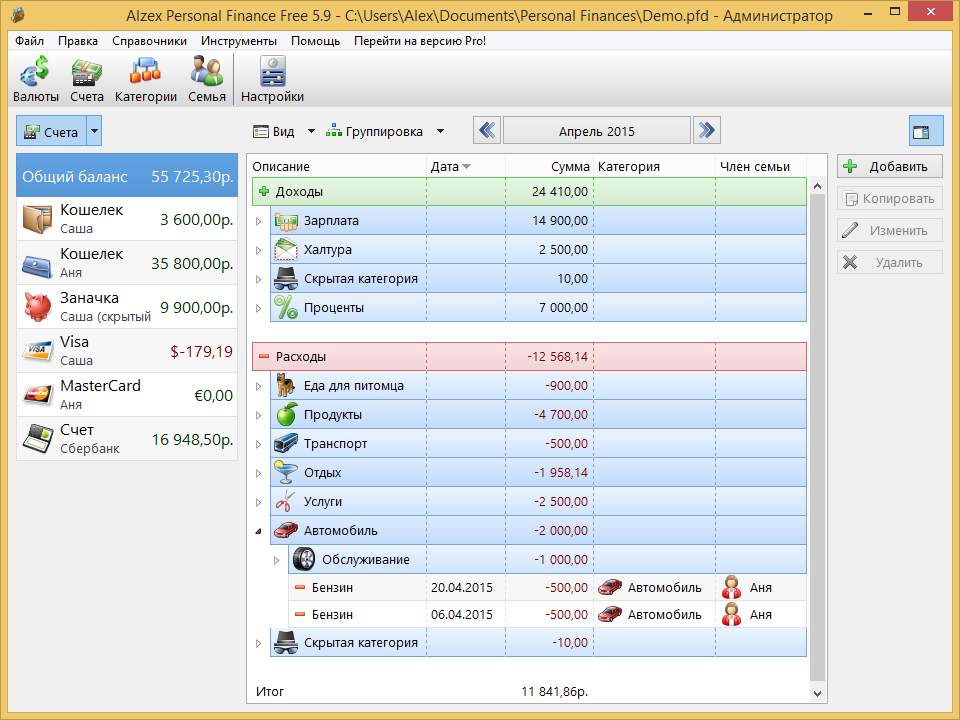 Alzex Personal Finance Free 5.9 - C:\Users\Alex\Documents\Personal Finances\Demo.pfd - Администратор
Файл Правка Справочники Инструменты Помощь Перейти на версию Pro!
Валюты Счета Категории Семья Настройки
Счета
Общий баланс 55 725,30р.
Кошелек
Саша
3 600,00р.
Кошелек
Аня
35 800,00р.
Заначка
Саша (скрытый
9 900,00р.
VISA
Visa
Саша
$-179,19
MasterCard
Аня
€0,00
Счет
Сбербанк
16 948,50р.
Вид Группировка Апрель 2015
Описание Дата Сумма Категория Член семьи
Доходы 24 410,00
Зарплата 14 900,00
Халтура 2 500,00
Скрытая категория 10,00
Проценты 7 000,00
Расходы -12 568,14
Еда для питомца -900,00
Продукты -4 700,00
Транспорт -500,00
Отдых -1 958,14
Услуги -2 500,00
Автомобиль -2 000,00
Обслуживание -1 000,00
Бензин 20.04.2015 -500,00 Автомобиль Аня
Бензин 06.04.2015 -500,00 Автомобиль Аня
Скрытая категория -10,00
Итог 11 841,86р.
Добавить
Копировать
Изменить
Удалить